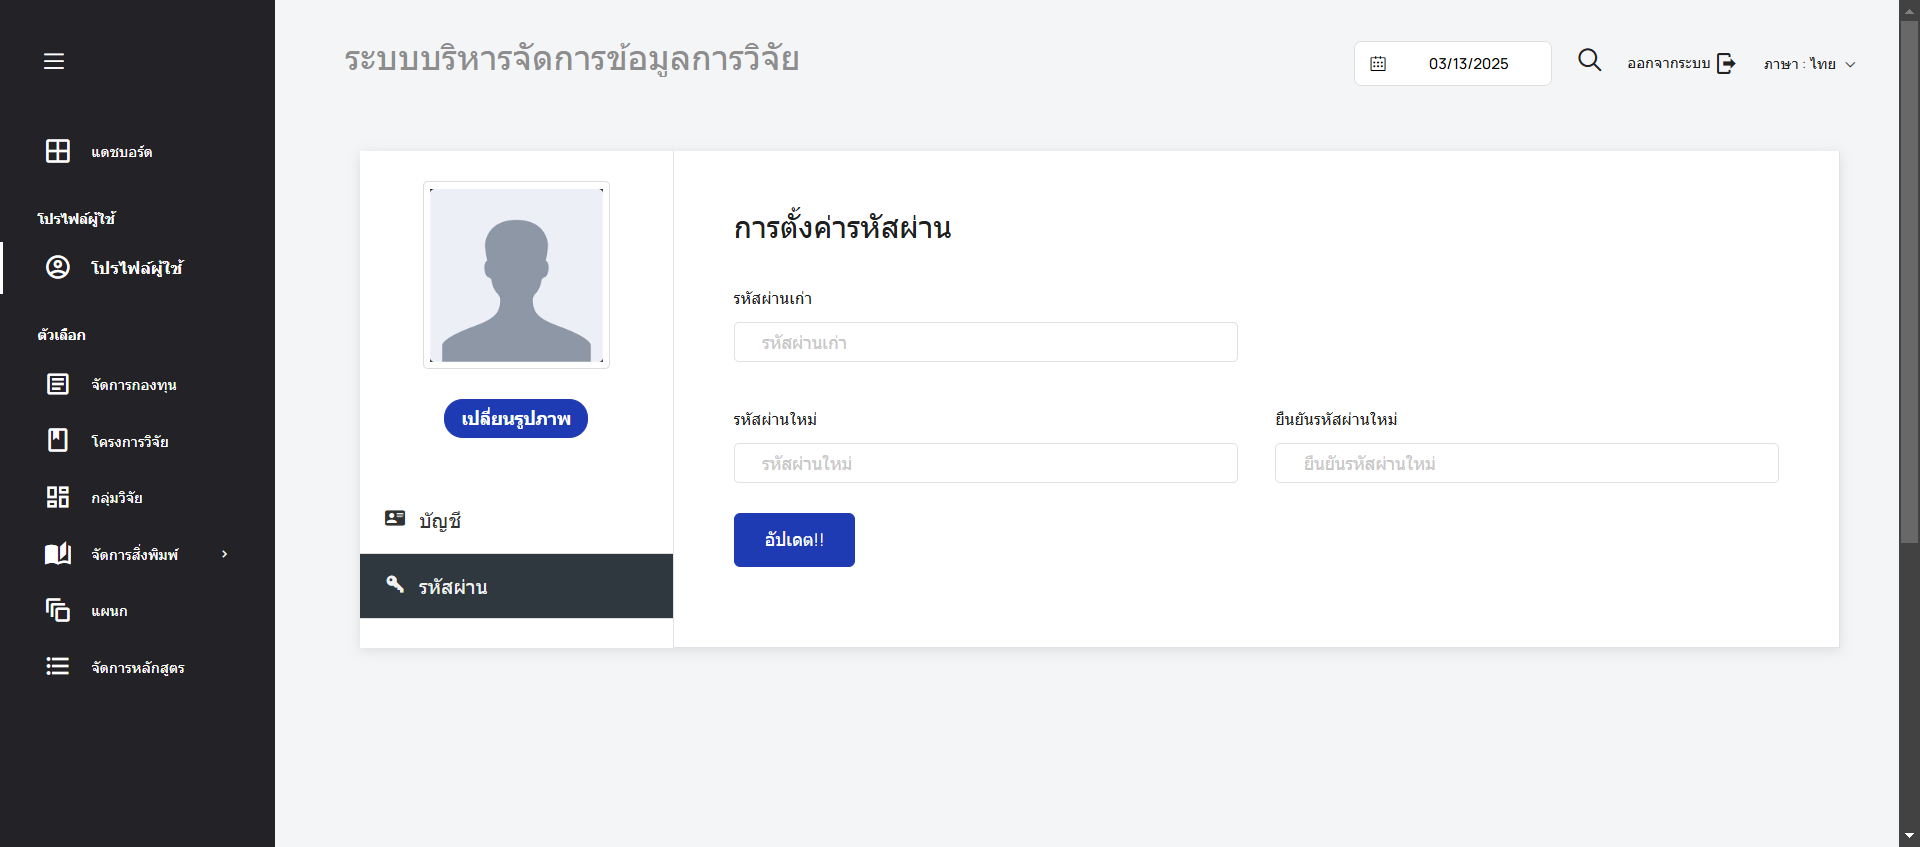 ระบบบริหารจัดการข้อมูลการวิจัย
03/13/2025
ออกจากระบบ
ภาษา : ไทย
แดชบอร์ด
โปรไฟล์ผู้ใช้
โปรไฟล์ผู้ใช้
ตัวเลือก
จัดการกองทุน
โครงการวิจัย
กลุ่มวิจัย
จัดการสิ่งพิมพ์
แผนก
จัดการหลักสูตร
เปลี่ยนรูปภาพ
บัญชี
รหัสผ่าน
การตั้งค่ารหัสผ่าน
รหัสผ่านเก่า
รหัสผ่านเก่า
รหัสผ่านใหม่
รหัสผ่านใหม่
ยืนยันรหัสผ่านใหม่
ยืนยันรหัสผ่านใหม่
อัปเดต!!